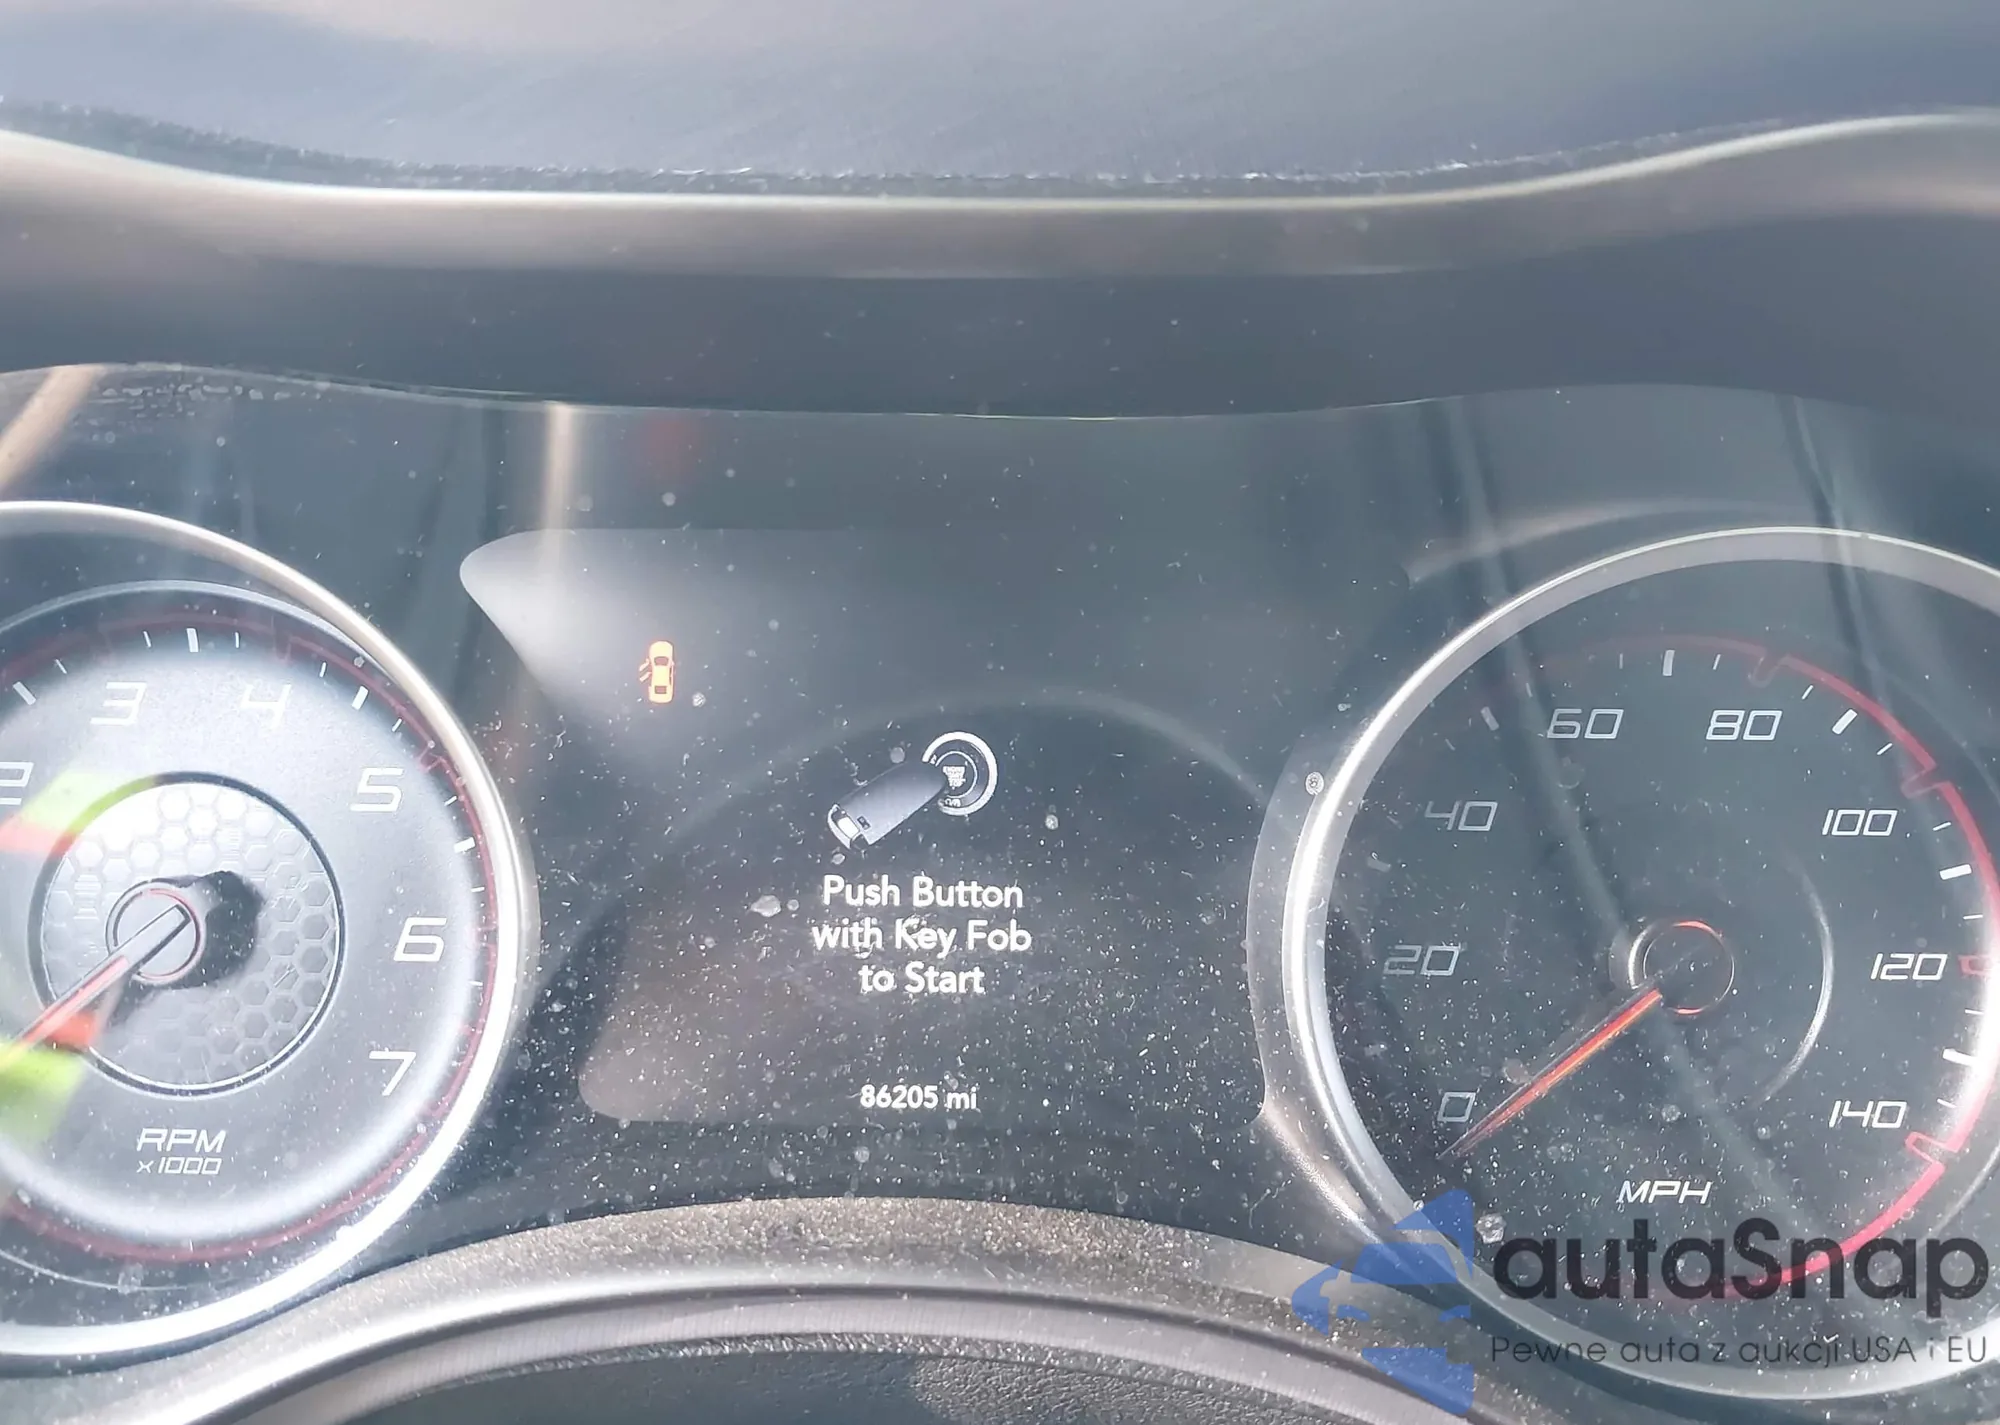 2
3
4
5
6
7
RPM
x1000
Push Button
with Key Fob
to Start
86205 mi
0
20
40
60
80
100
120
140
MPH
autaSnap
Pewne auta z aukcji USA i EU